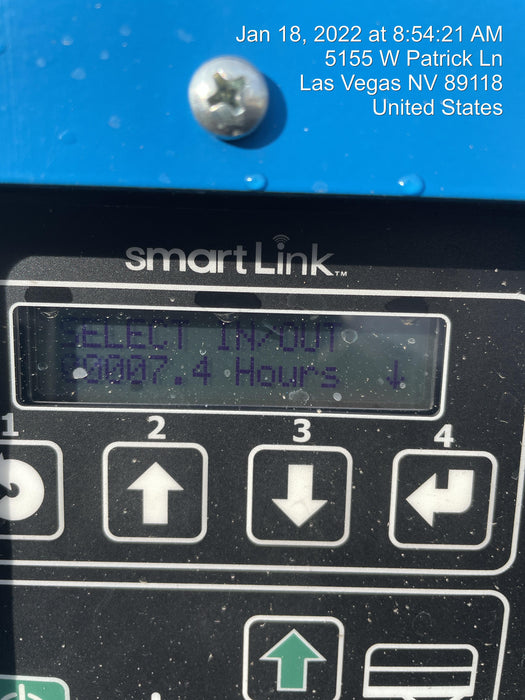 Jan 18, 2022 at 8:54:21 AM
5155 W Patrick Ln
Las Vegas NV 89118
United States
smartLink™
SELECT IN/OUT
00007.4 Hours ↓
1 2 3 4